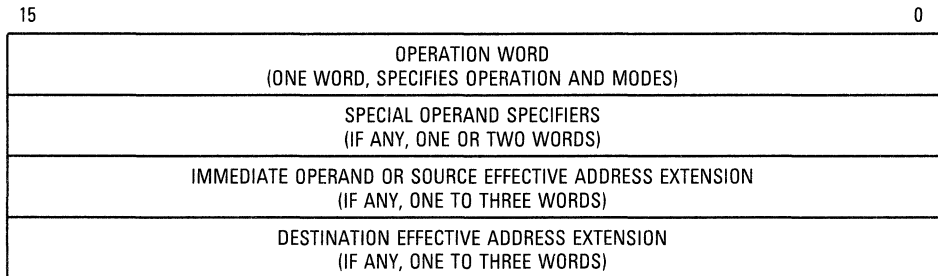 15 0
OPERATION WORD
(ONE WORD, SPECIFIES OPERATION AND MODES)
SPECIAL OPERAND SPECIFIERS
(IF ANY, ONE OR TWO WORDS)
IMMEDIATE OPERAND OR SOURCE EFFECTIVE ADDRESS EXTENSION
(IF ANY, ONE TO THREE WORDS)
DESTINATION EFFECTIVE ADDRESS EXTENSION
(IF ANY, ONE TO THREE WORDS)